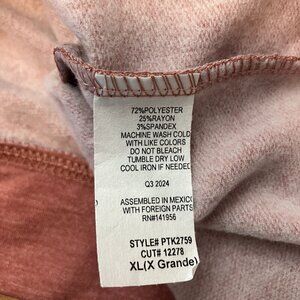 72%POLYESTER
25%RAYON
3%SPANDEX
MACHINE WASH COLD
WITH LIKE COLORS
DO NOT BLEACH
TUMBLE DRY LOW
COOL IRON IF NEEDED
Q3 2024
ASSEMBLED IN MEXICO
WITH FOREIGN PARTS
RN#141956
STYLE# PTK2759
CUT# 12278
XL(X Grande)